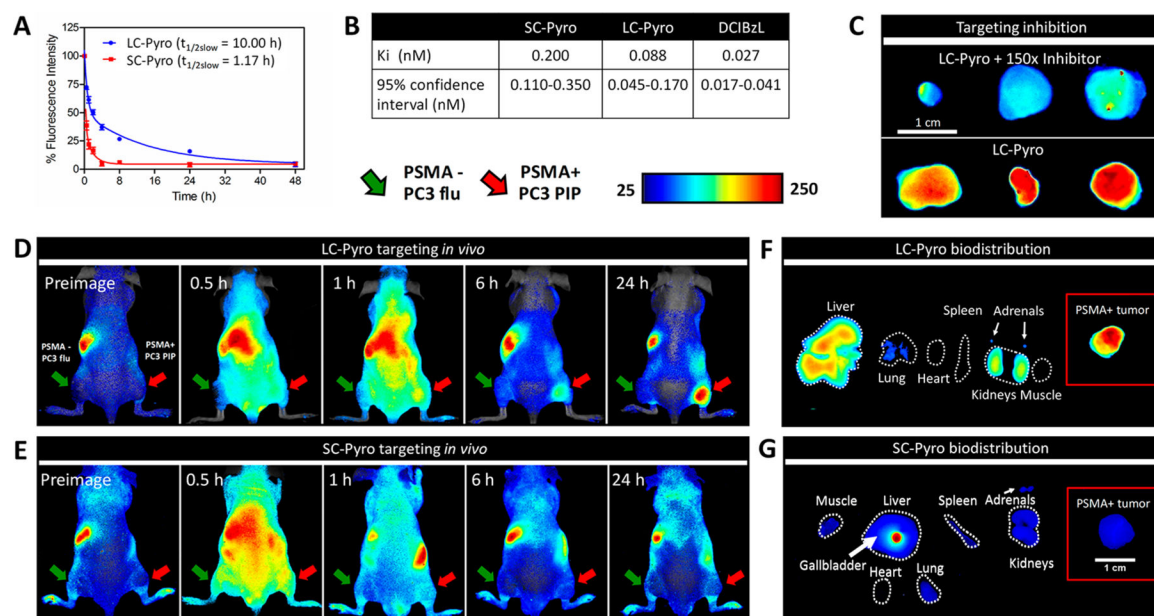 A
% Fluorescence Intensity
125
100
75
50
25
0
0 4 8 12 16 20 24 28 32 36 40 44 48
Time (h)
LC-Pyro (t1/2slow = 10.00 h)
SC-Pyro (t1/2slow = 1.17 h)
B
SC-Pyro LC-Pyro DCIBzL
Ki (nM) 0.200 0.088 0.027
95% confidence interval (nM) 0.110-0.350 0.045-0.170 0.017-0.041
PSMA -
PC3 flu
PSMA+
PC3 PIP
25 250
C
Targeting inhibition
LC-Pyro + 150x Inhibitor
1 cm
LC-Pyro
D
LC-Pyro targeting in vivo
Preimage 0.5 h 1 h 6 h 24 h
PSMA -
PC3 flu
PSMA+
PC3 PIP
E
SC-Pyro targeting in vivo
Preimage 0.5 h 1 h 6 h 24 h
F
LC-Pyro biodistribution
Liver
Spleen Adrenals
PSMA+ tumor
Lung Heart
Kidneys Muscle
G
SC-Pyro biodistribution
Muscle Liver Spleen Adrenals
PSMA+ tumor
Gallbladder
Heart Lung
Kidneys
1 cm